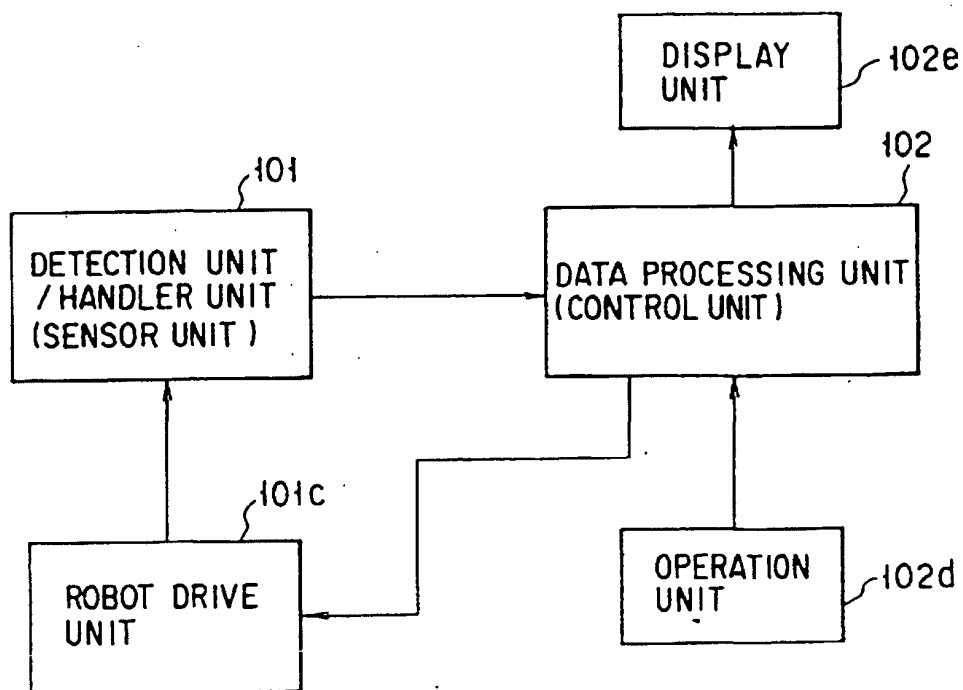 DISPLAY
UNIT
102e
101
102
DETECTION UNIT
/HANDLER UNIT
(SENSOR UNIT)
DATA PROCESSING UNIT
(CONTROL UNIT)
101c
ROBOT DRIVE
UNIT
OPERATION
UNIT
102d